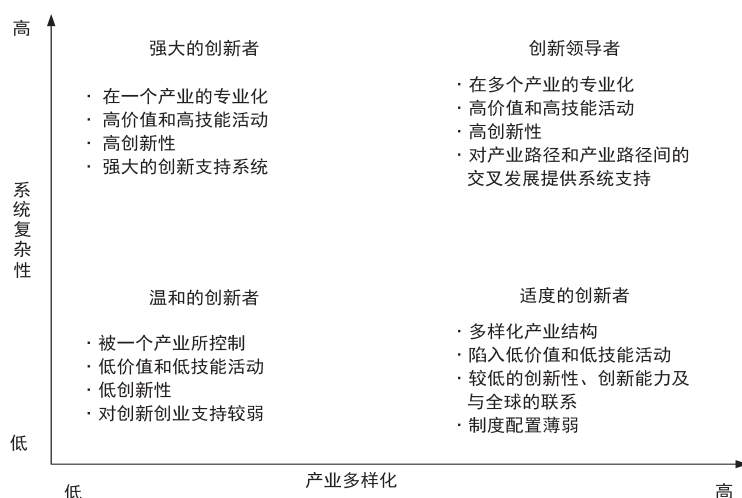 高
强大的创新者
· 在一个产业的专业化
· 高价值和高技能活动
· 高创新性
· 强大的创新支持系统
创新领导者
· 在多个产业的专业化
· 高价值和高技能活动
· 高创新性
· 对产业路径和产业路径间的
交叉发展提供系统支持
系统复杂性
温和的创新者
· 被一个产业所控制
· 低价值和低技能活动
· 低创新性
· 对创新创业支持较弱
适度的创新者
· 多样化产业结构
· 陷入低价值和低技能活动
· 较低的创新性、创新能力及
与全球的联系
· 制度配置薄弱
低
低
产业多样化
高